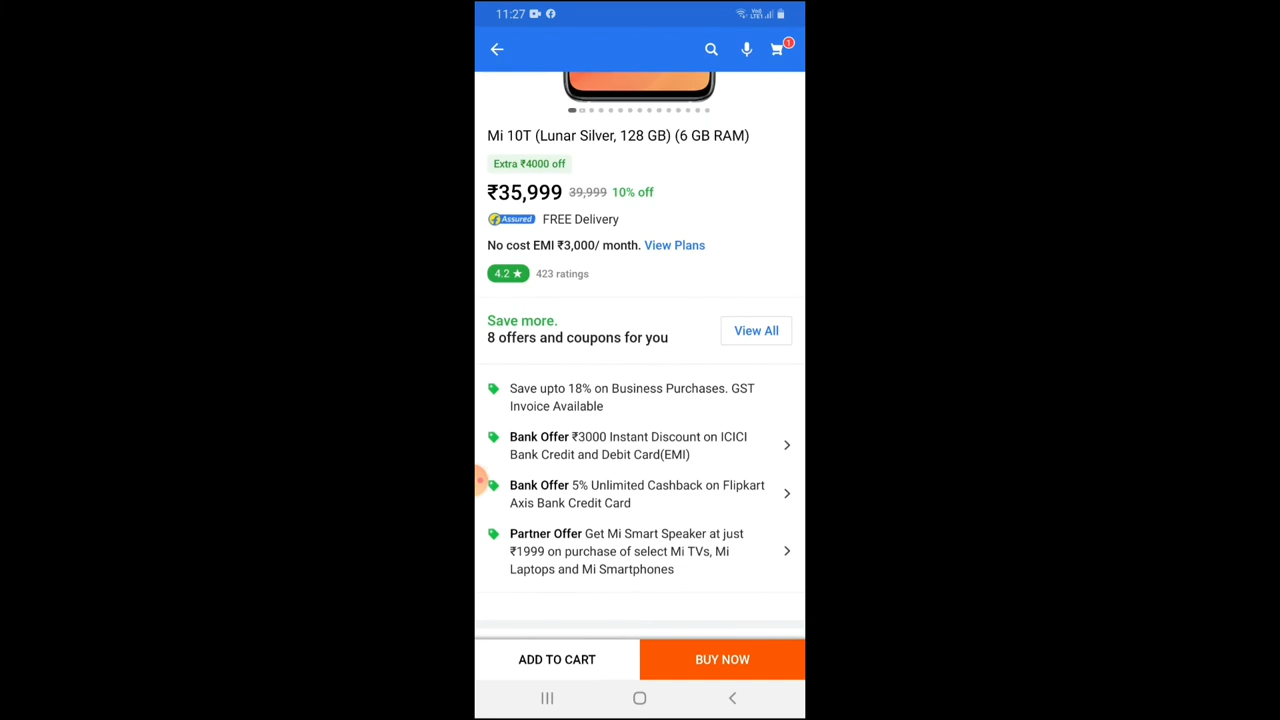 11:27
1
Mi 10T (Lunar Silver, 128 GB) (6 GB RAM)
Extra ₹4000 off
₹35,999 39,999 10% off
Assured FREE Delivery
No cost EMI ₹3,000/ month. View Plans
4.2 ★ 423 ratings
Save more.
8 offers and coupons for you
View All
Save upto 18% on Business Purchases. GST
Invoice Available
Bank Offer ₹3000 Instant Discount on ICICI
Bank Credit and Debit Card(EMI)
Bank Offer 5% Unlimited Cashback on Flipkart
Axis Bank Credit Card
Partner Offer Get Mi Smart Speaker at just
₹1999 on purchase of select Mi TVs, Mi
Laptops and Mi Smartphones
ADD TO CART
BUY NOW